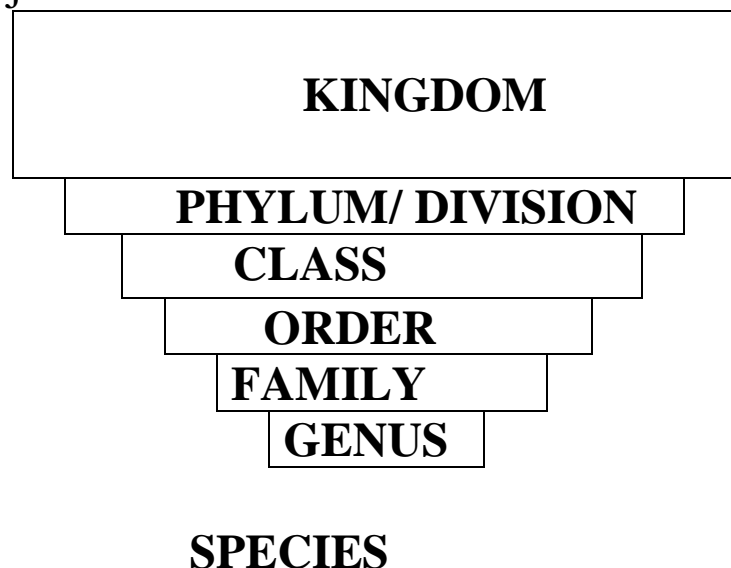 KINGDOM
PHYLUM/ DIVISION
CLASS
ORDER
FAMILY
GENUS
SPECIES